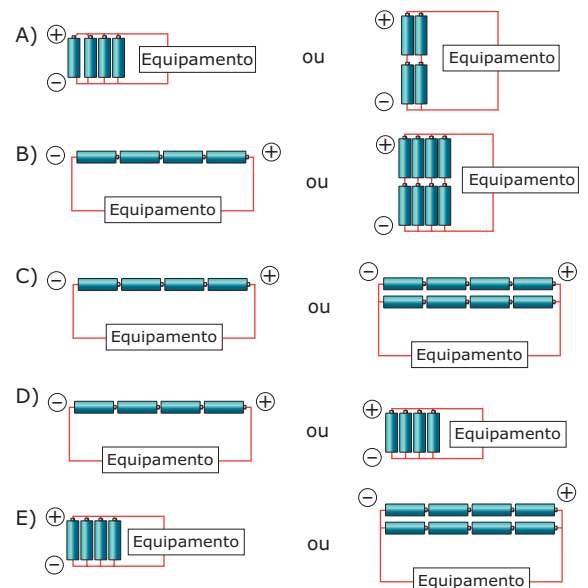 A) + Equipamento − ou + Equipamento −
B) − + Equipamento ou + Equipamento −
C) − + Equipamento ou − + Equipamento
D) − + Equipamento ou + Equipamento −
E) + Equipamento − ou − + Equipamento